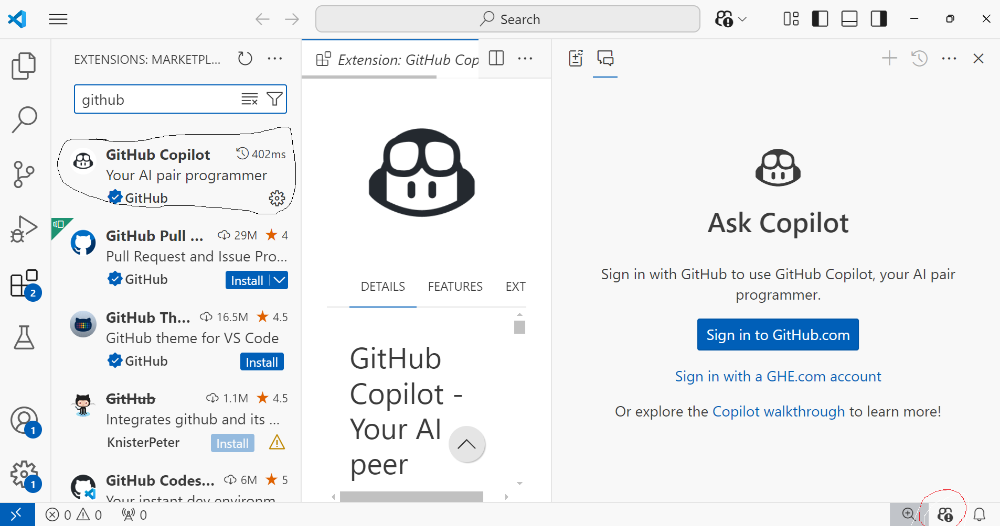 Search
EXTENSIONS: MARKETPL...
github
GitHub Copilot 402ms
Your AI pair programmer
GitHub
GitHub Pull ... 29M 4
Pull Request and Issue Pro...
GitHub Install
GitHub Th... 16.5M 4.5
GitHub theme for VS Code
GitHub Install
GitHub 1.1M 4.5
Integrates github and its ...
KnisterPeter Install
GitHub Codes... 6M 5
Your instant dev environm
2
1
1
Extension: GitHub Cop
DETAILS FEATURES EXT
GitHub
Copilot -
Your AI
peer
Ask Copilot
Sign in with GitHub to use GitHub Copilot, your AI pair
programmer.
Sign in to GitHub.com
Sign in with a GHE.com account
Or explore the Copilot walkthrough to learn more!
0 0 0